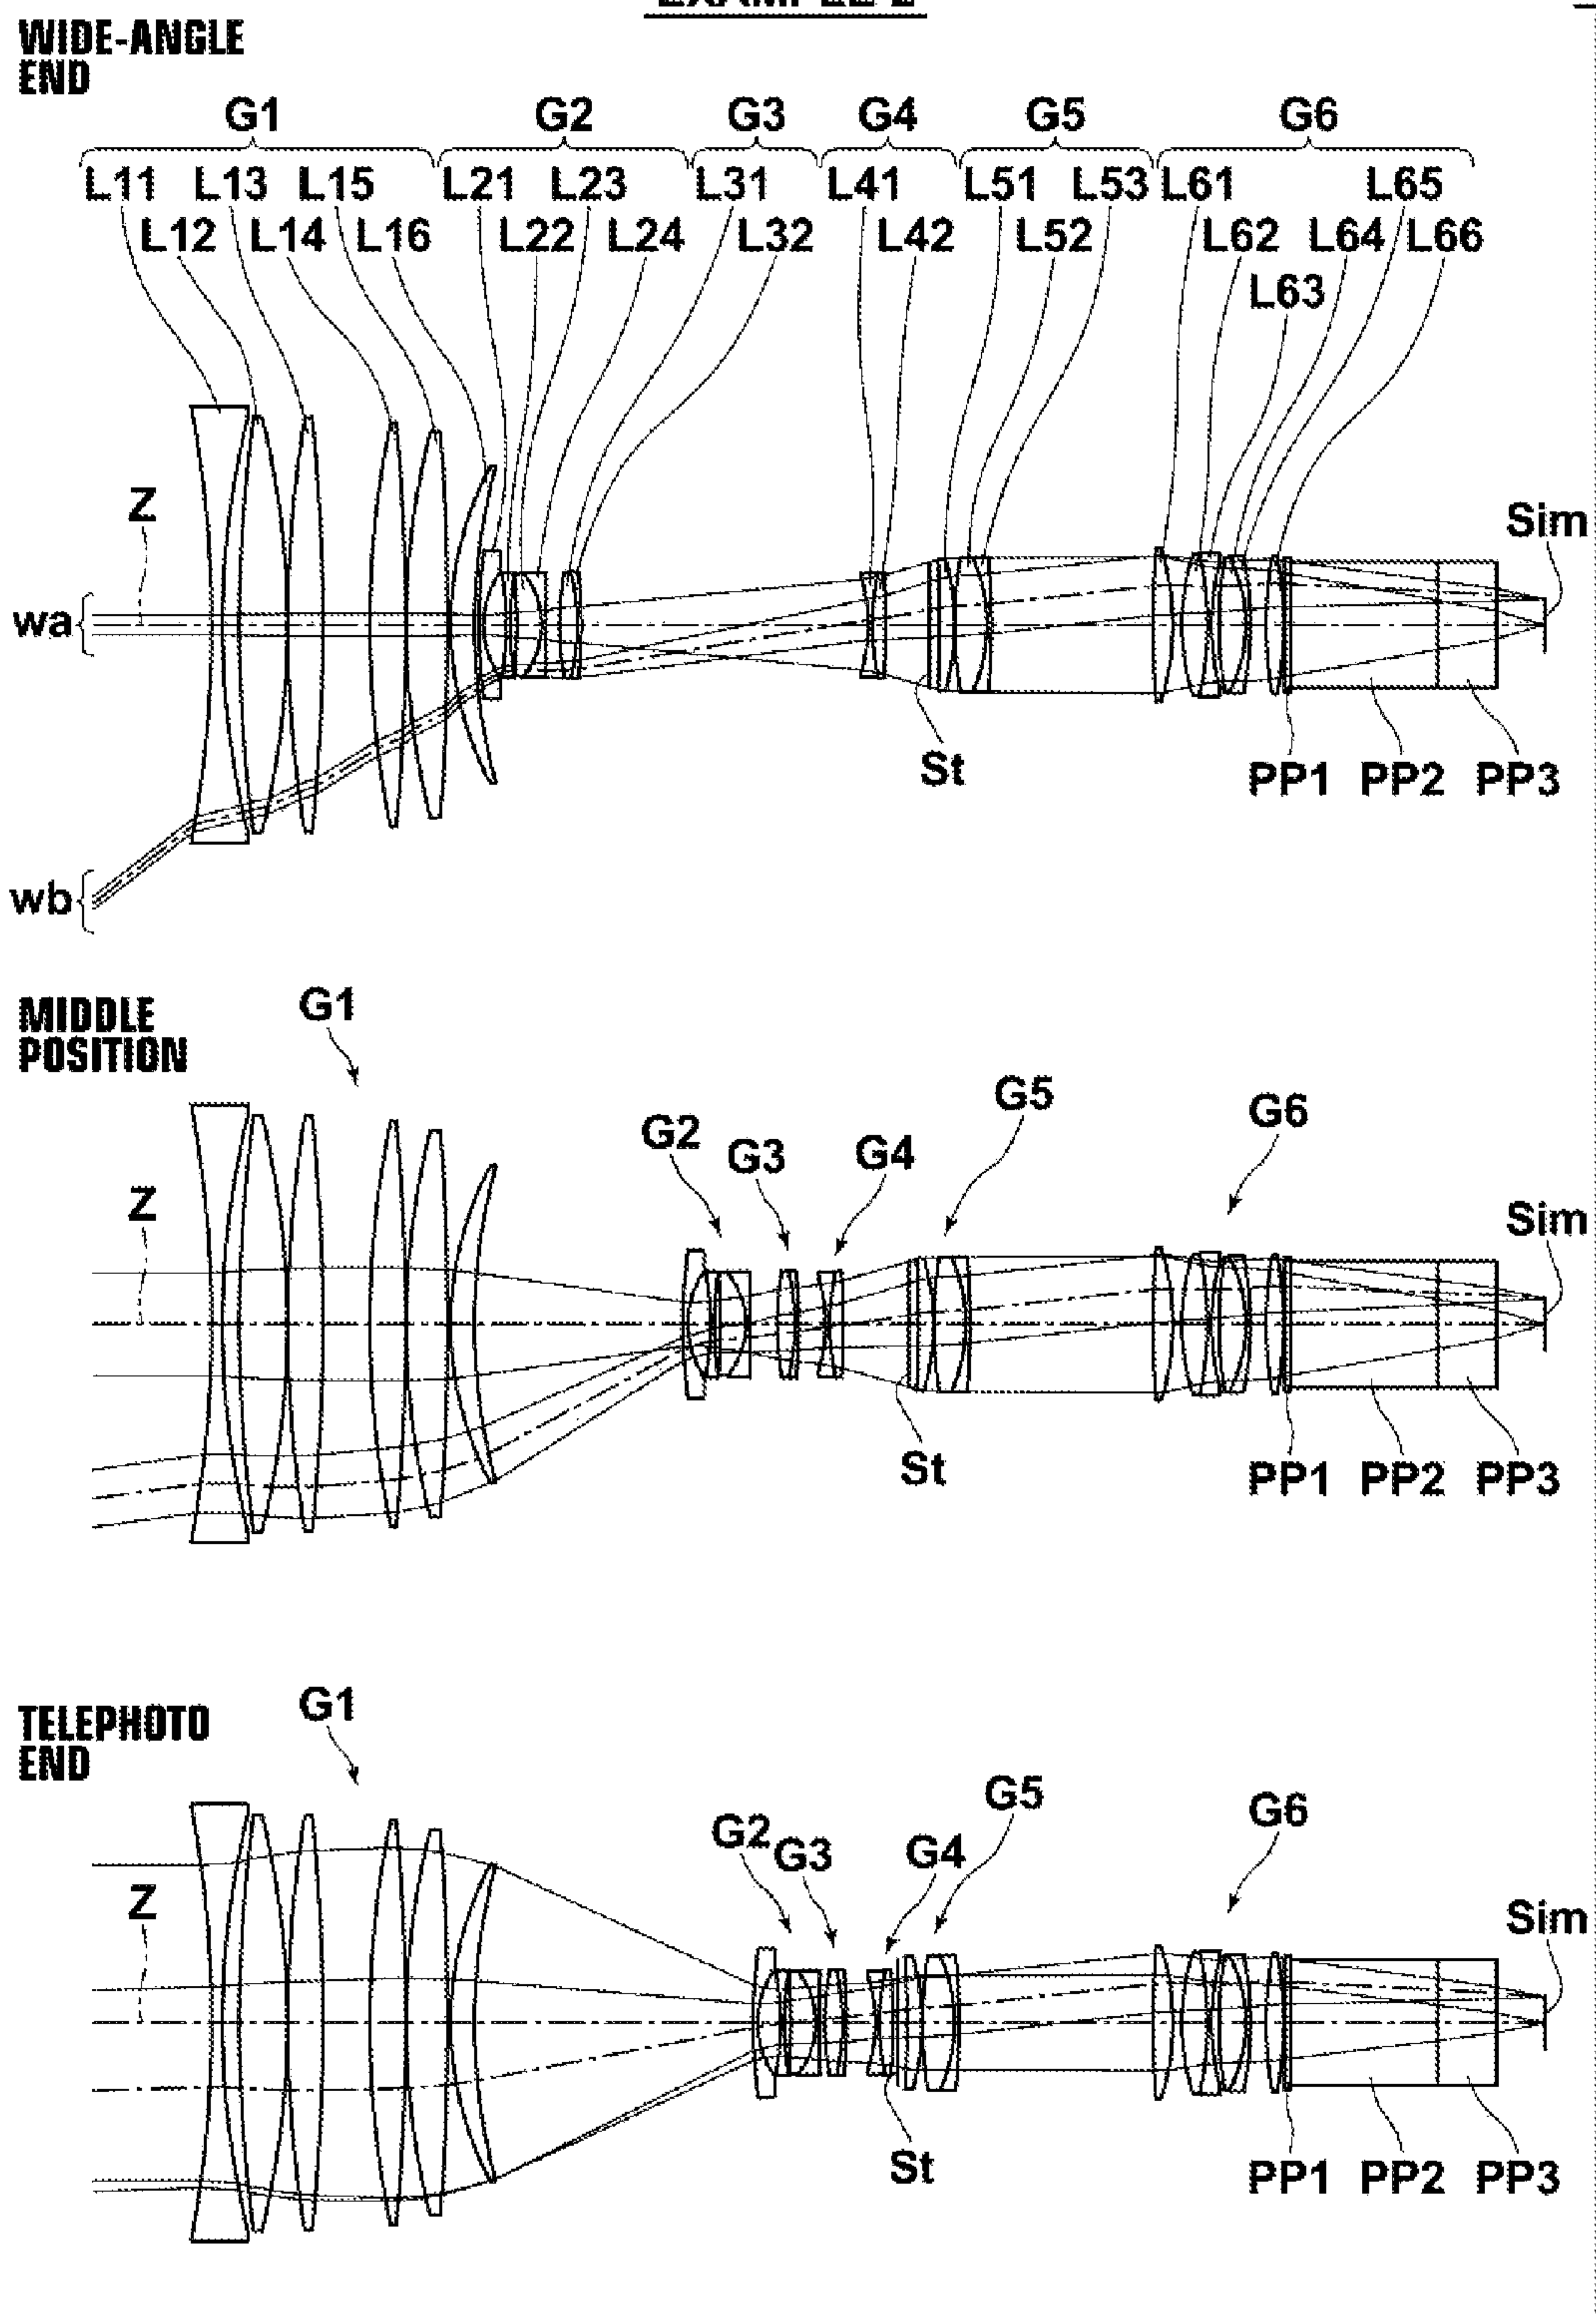 WIDE-ANGLE
END
G1 G2 G3 G4 G5 G6
L11 L13 L15 L21 L23 L31 L41 L51 L53 L61 L65
L12 L14 L16 L22 L24 L32 L42 L52 L62 L64 L66
L63
Z
Sim
wa
St
PP1 PP2 PP3
wb
MIDDLE
POSITION
G1
G5
G6
G2
G3
G4
Z
Sim
St
PP1 PP2 PP3
TELEPHOTO
END
G1
G5
G6
G2
G3
G4
Z
Sim
St
PP1 PP2 PP3